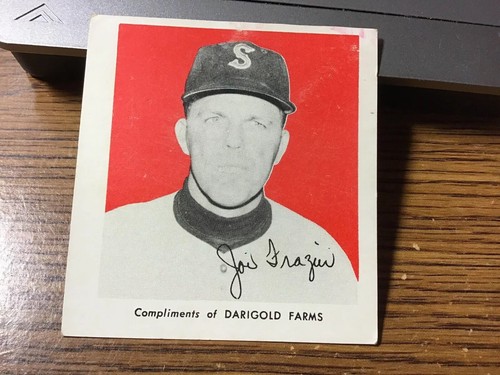 S
Joe Frazier
Compliments of DARIGOLD FARMS